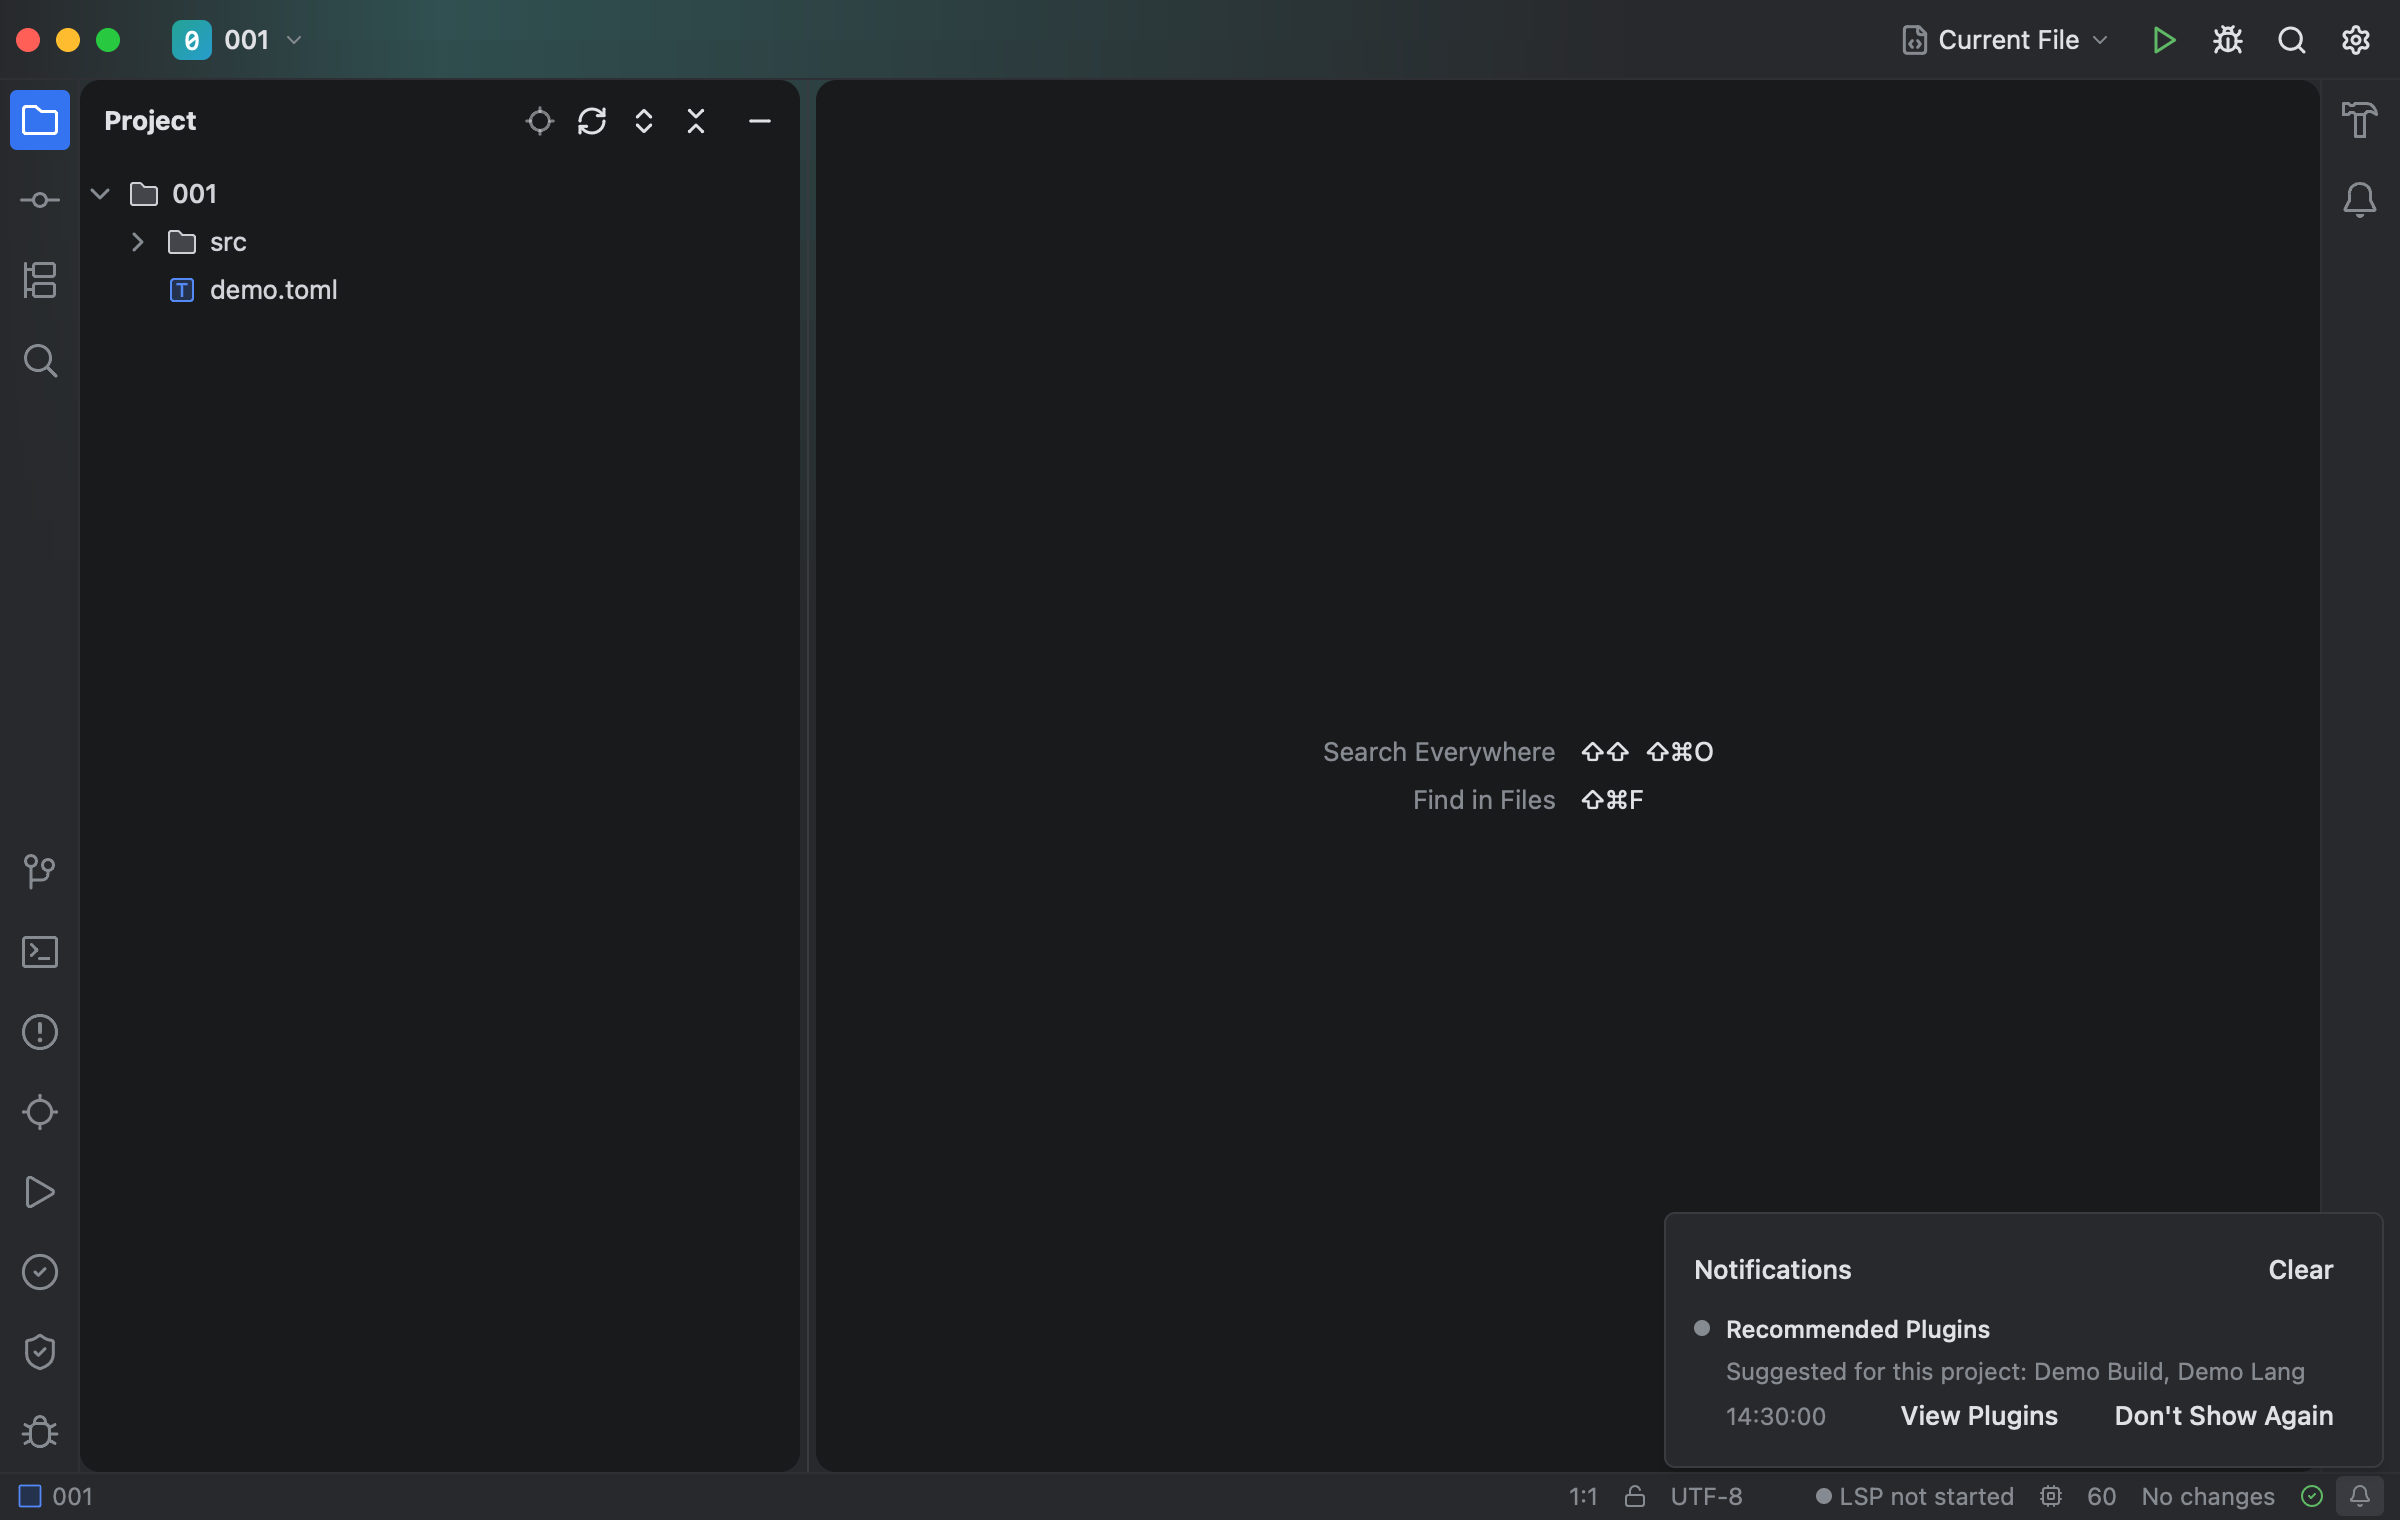 0 001
Current File
Project
001
src
T demo.toml
Search Everywhere ⇧⇧ ⇧⌘O
Find in Files ⇧⌘F
Notifications Clear
Recommended Plugins
Suggested for this project: Demo Build, Demo Lang
14:30:00 View Plugins Don't Show Again
001 1:1 UTF-8 LSP not started 60 No changes